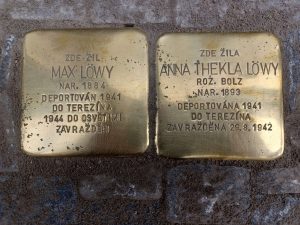 ZDE ŽIL
MAX LÖWY
NAR. 1884
DEPORTOVÁN 1941
DO TEREZÍNA
1944 DO OSVĚTIMI
ZAVRAŽDĚN
ZDE ŽILA
ANNA THEKLA LÖWY
ROZ. BOLZ
NAR. 1893
DEPORTOVÁNA 1941
DO TEREZÍNA
ZAVRAŽDĚNA 29.8.1942